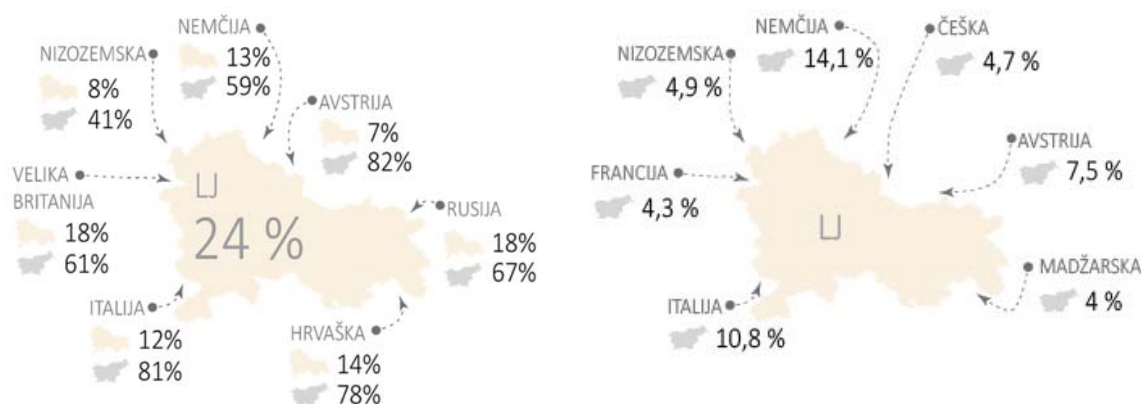 NEMČIJA
13%
59%
NIZOZEMSKA
8%
41%
AVSTRIJA
7%
82%
VELIKA
BRITANIJA
18%
61%
LJ
24 %
RUSIJA
18%
67%
ITALIJA
12%
81%
HRVAŠKA
14%
78%
NEMČIJA
14,1 %
ČEŠKA
4,7 %
NIZOZEMSKA
4,9 %
AVSTRIJA
7,5 %
FRANCIJA
4,3 %
LJ
MADŽARSKA
4 %
ITALIJA
10,8 %